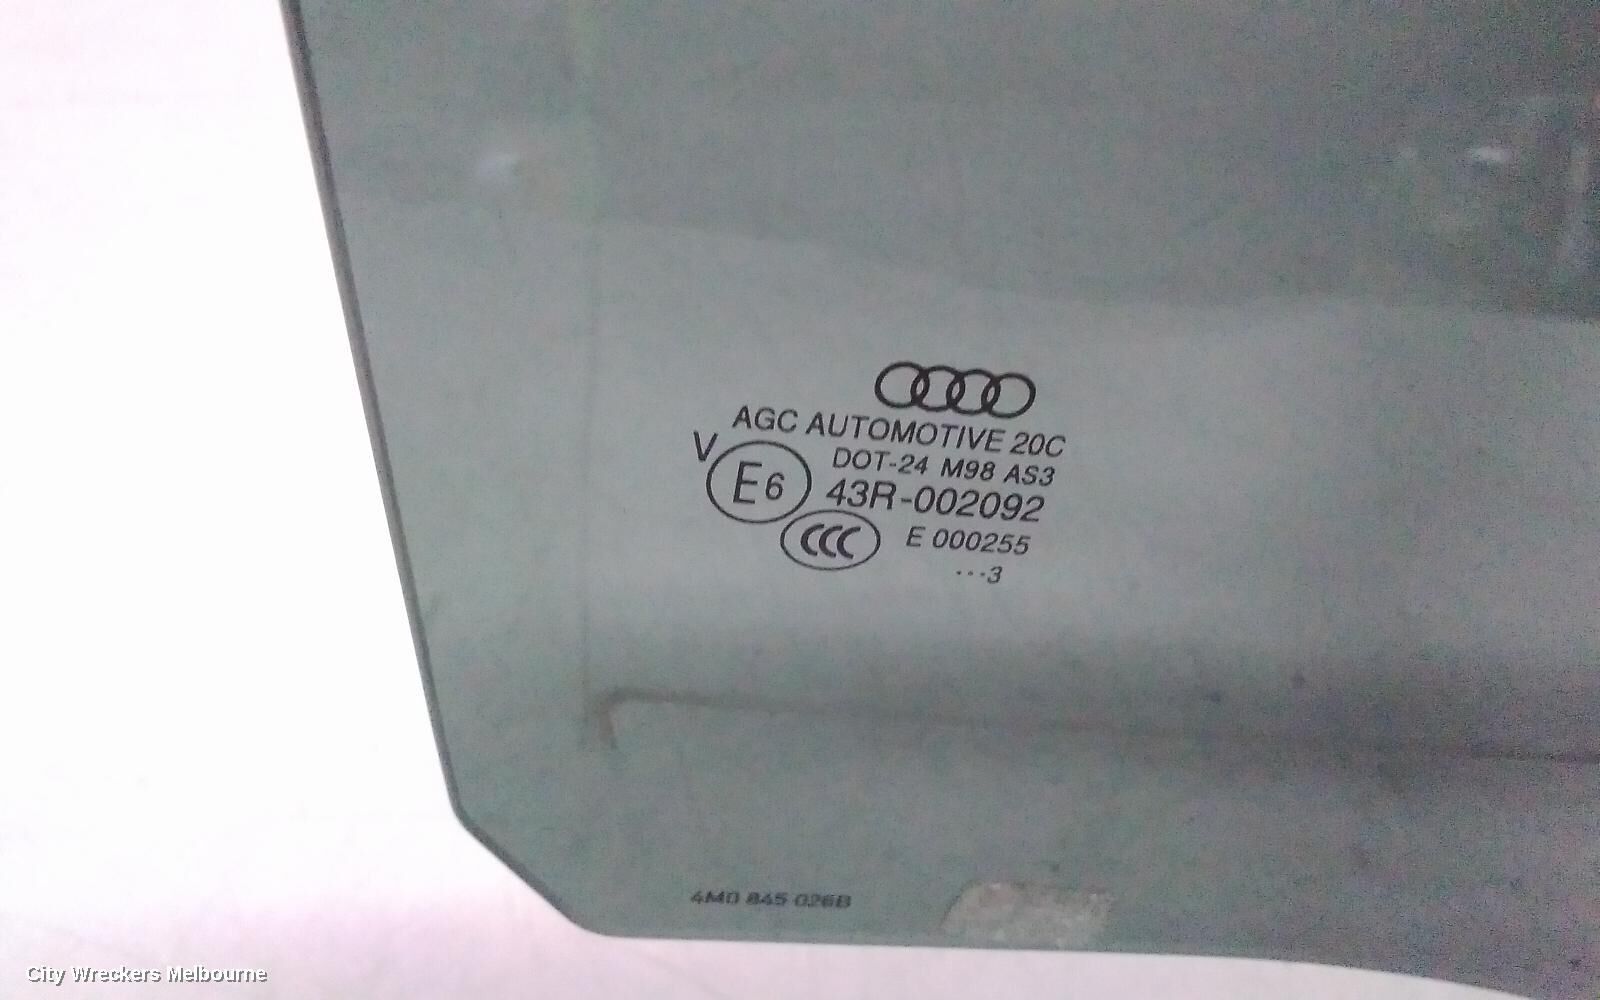 AGC AUTOMOTIVE 20C
V
DOT-24 M98 AS3
E6 43R-002092
CCC E 000255
···3
4M0 845 026B
City Wreckers Melbourne